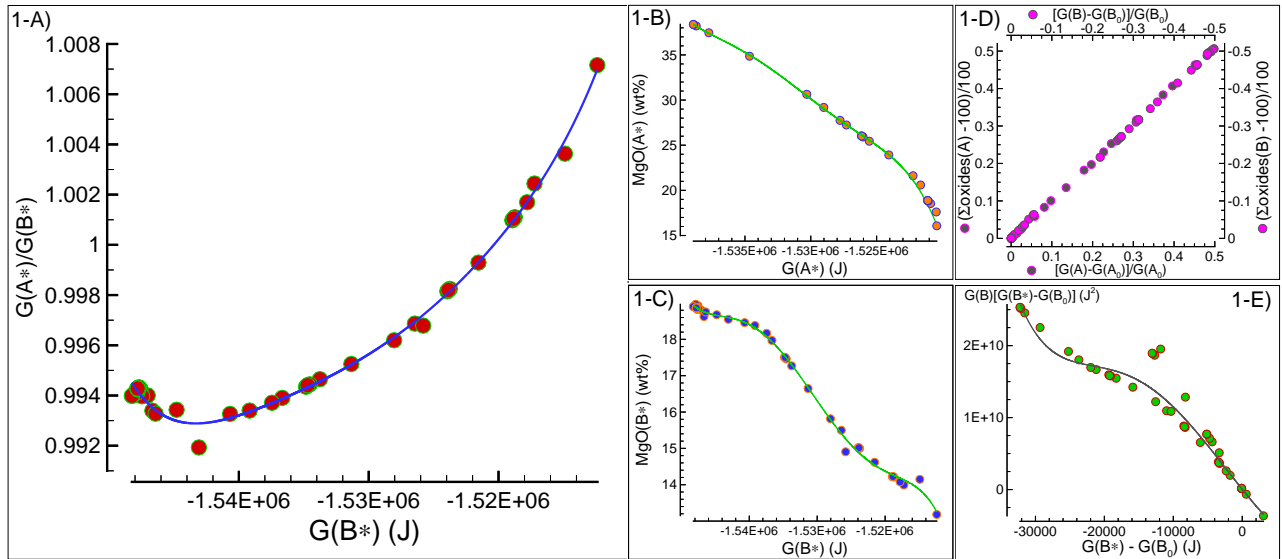 1-A)
1.008
1.006
1.004
1.002
1
0.998
0.996
0.994
0.992
G(A*)/G(B*)
-1.54E+06
-1.53E+06
-1.52E+06
G(B*) (J)
1-B)
35
30
25
20
15
MgO(A*) (wt%)
-1.535E+06
-1.53E+06
-1.525E+06
G(A*) (J)
1-C)
19
18
17
16
15
14
MgO(B*) (wt%)
-1.54E+06
-1.53E+06
-1.52E+06
G(B*) (J)
1-D)
[G(B)-G(B₀)]/G(B₀)
0 -0.1 -0.2 -0.3 -0.4 -0.5
0.5
0.4
0.3
0.2
0.1
0
(Σoxides(A) -100)/100
-0.5
-0.4
-0.3
-0.2
-0.1
0
(Σoxides(B) -100)/100
0 0.1 0.2 0.3 0.4 0.5
[G(A)-G(A₀)]/G(A₀)
G(B)[G(B*)-G(B₀)] (J²)
1-E)
2E+10
1E+10
0
-30000 -20000 -10000 0
G(B*) - G(B₀) (J)